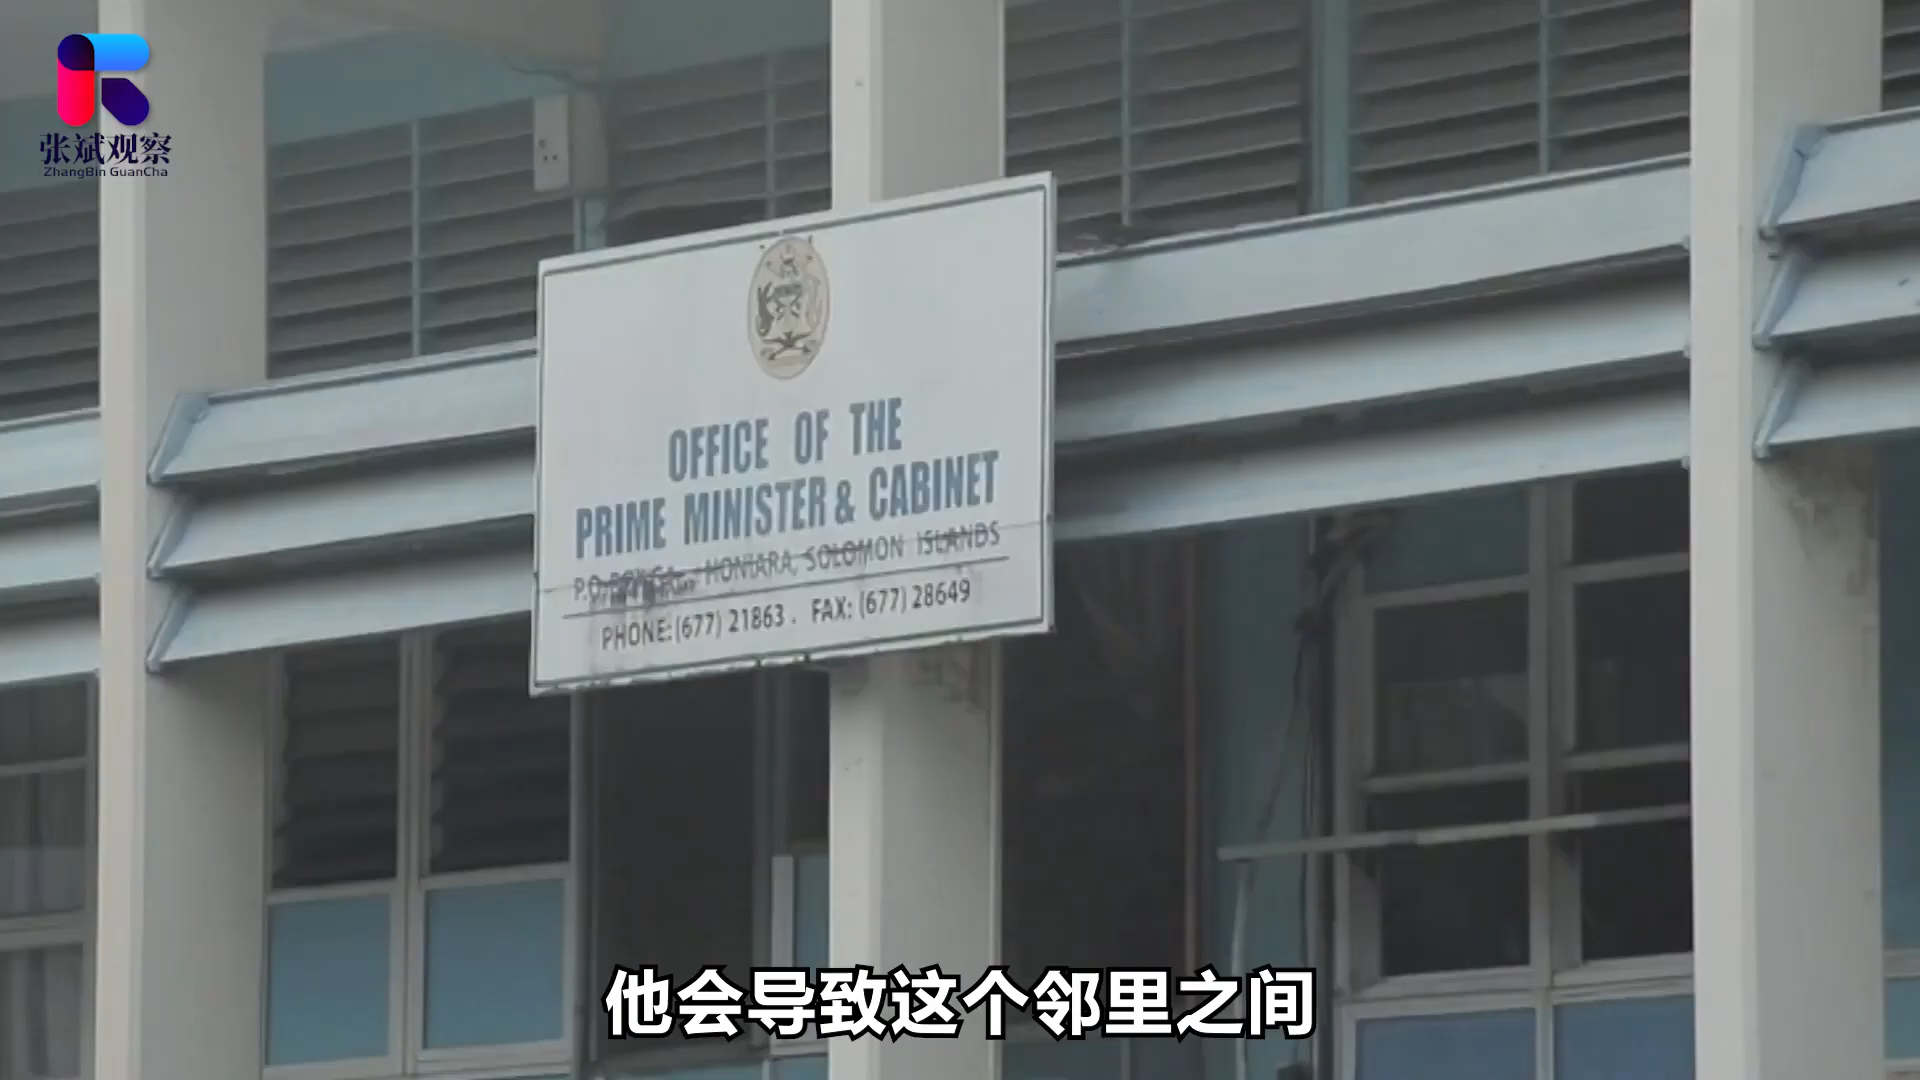 张斌观察
ZhangBin GuanCha
OFFICE OF THE
PRIME MINISTER & CABINET
P.O. HONIARA, SOLOMON ISLANDS
PHONE: (677) 21863 . FAX: (677) 28649
他会导致这个邻里之间